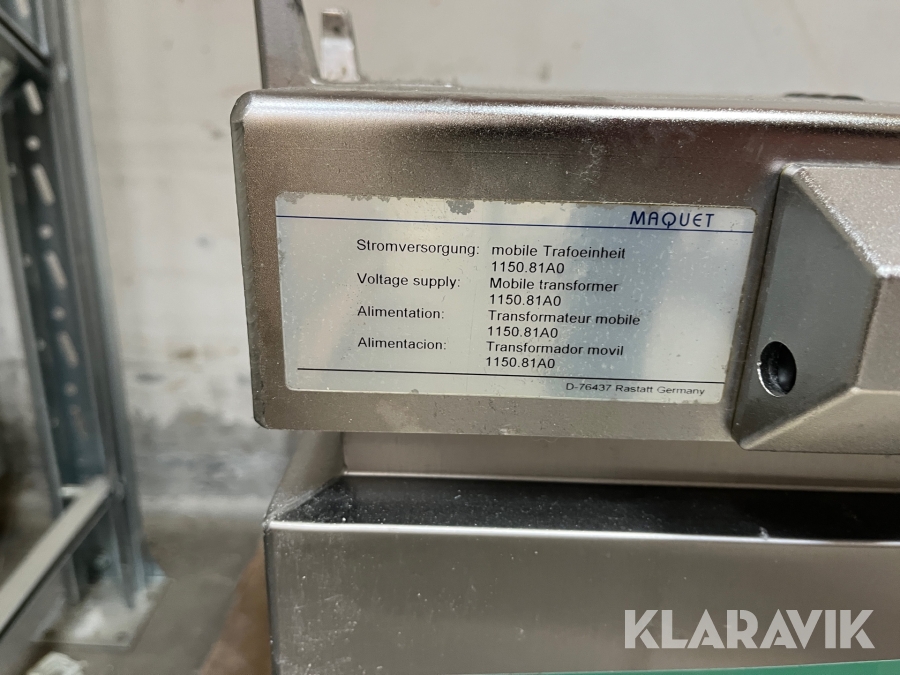 MAQUET
Stromversorgung: mobile Trafoeinheit
1150.81A0
Voltage supply: Mobile transformer
1150.81A0
Alimentation: Transformateur mobile
1150.81A0
Alimentacion: Transformador movil
1150.81A0
D-76437 Rastatt Germany
KLARAVIK